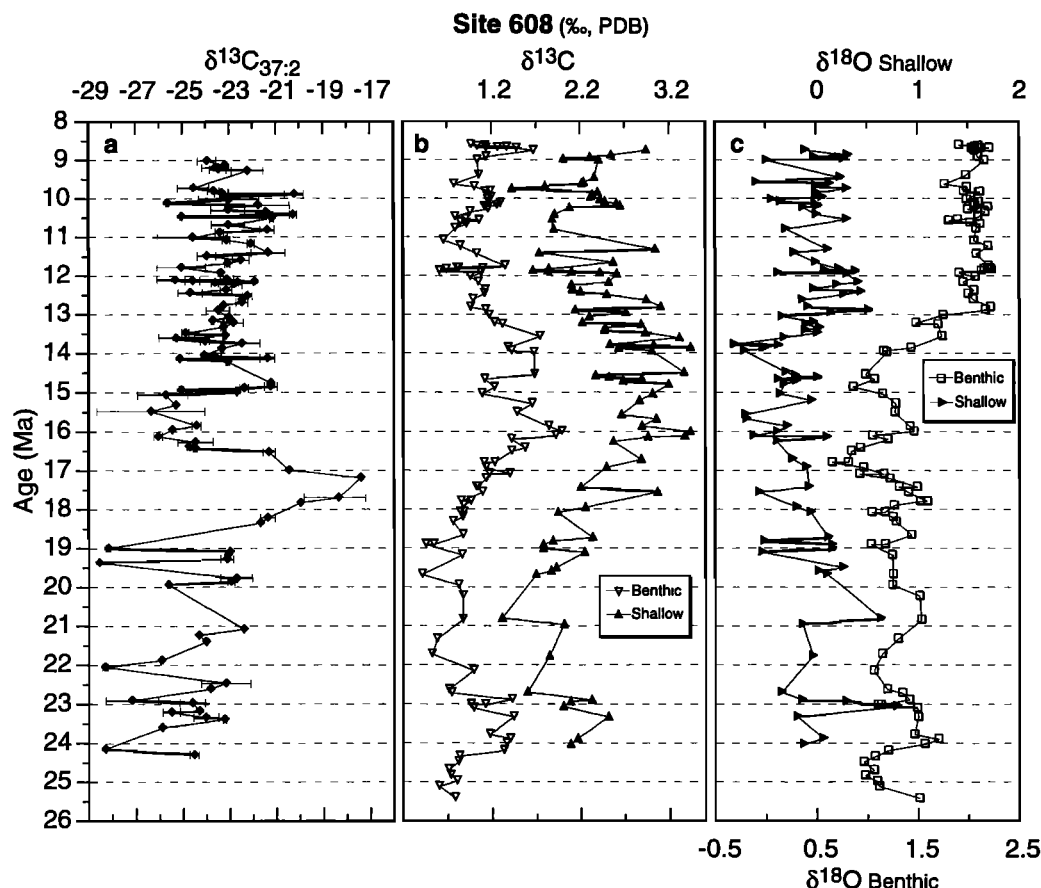 Site 608 (‰, PDB)
δ13C37:2
δ13C
δ18O Shallow
-29 -27 -25 -23 -21 -19 -17
1.2 2.2 3.2
0 1 2
a
b
c
8
9
10
11
12
13
14
15
16
17
18
19
20
21
22
23
24
25
26
Age (Ma)
Benthic
Shallow
Benthic
Shallow
-0.5 0.5 1.5 2.5
δ18O Benthic